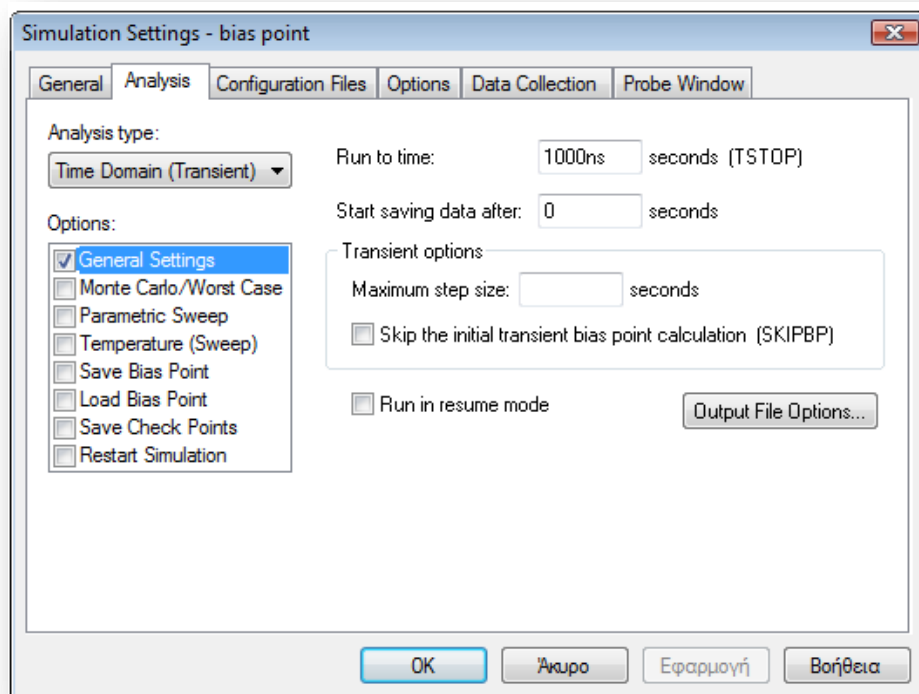 Simulation Settings - bias point
General Analysis Configuration Files Options Data Collection Probe Window
Analysis type:
Time Domain (Transient)
Options:
General Settings
Monte Carlo/Worst Case
Parametric Sweep
Temperature (Sweep)
Save Bias Point
Load Bias Point
Save Check Points
Restart Simulation
Run to time: 1000ns seconds (TSTOP)
Start saving data after: 0 seconds
Transient options
Maximum step size: seconds
Skip the initial transient bias point calculation (SKIPBP)
Run in resume mode
Output File Options...
OK Άκυρο Εφαρμογή Βοήθεια